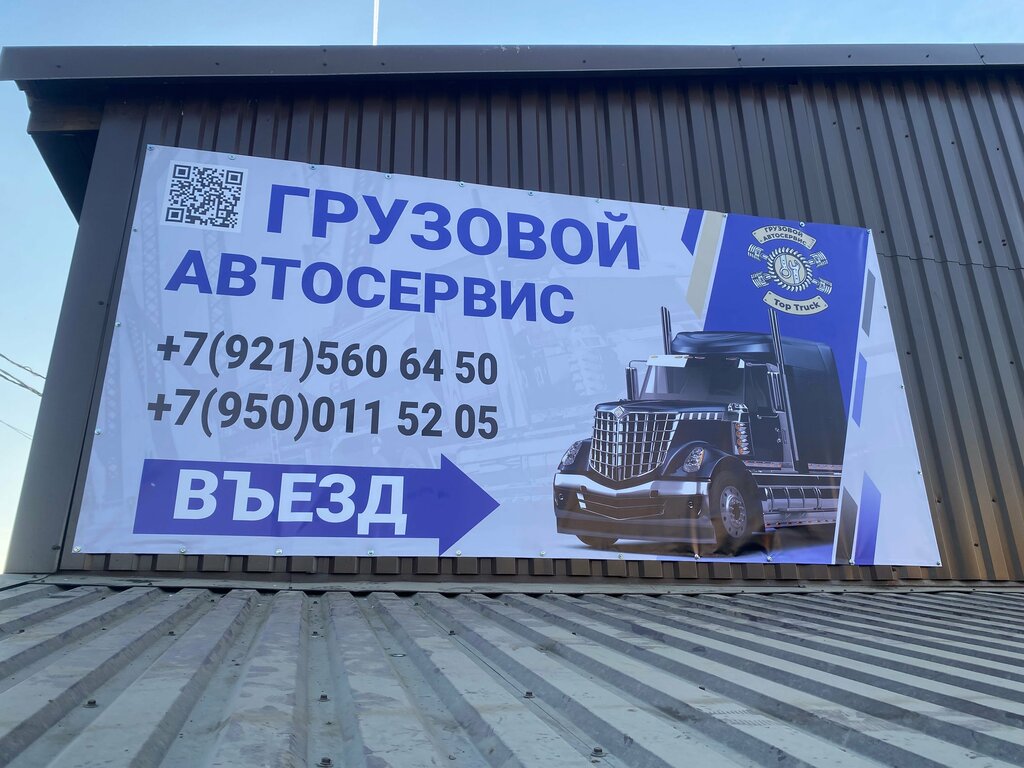 ГРУЗОВОЙ
АВТОСЕРВИС
+7(921)560 64 50
+7(950)011 52 05
ВЪЕЗД
ГРУЗОВОЙ
АВТОСЕРВИС
Top Truck